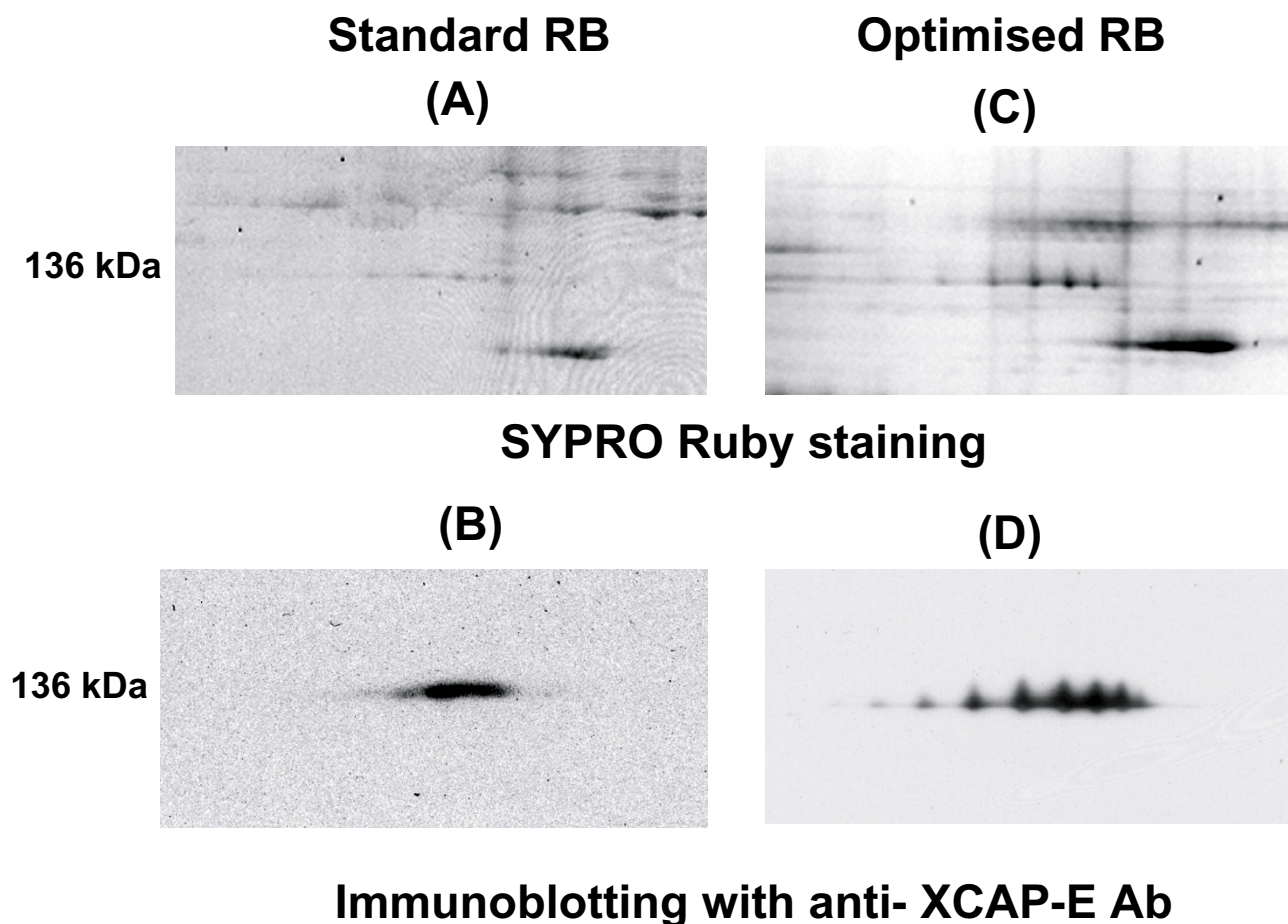 Standard RB
Optimised RB
(A)
(C)
136 kDa
SYPRO Ruby staining
(B)
(D)
136 kDa
Immunoblotting with anti- XCAP-E Ab